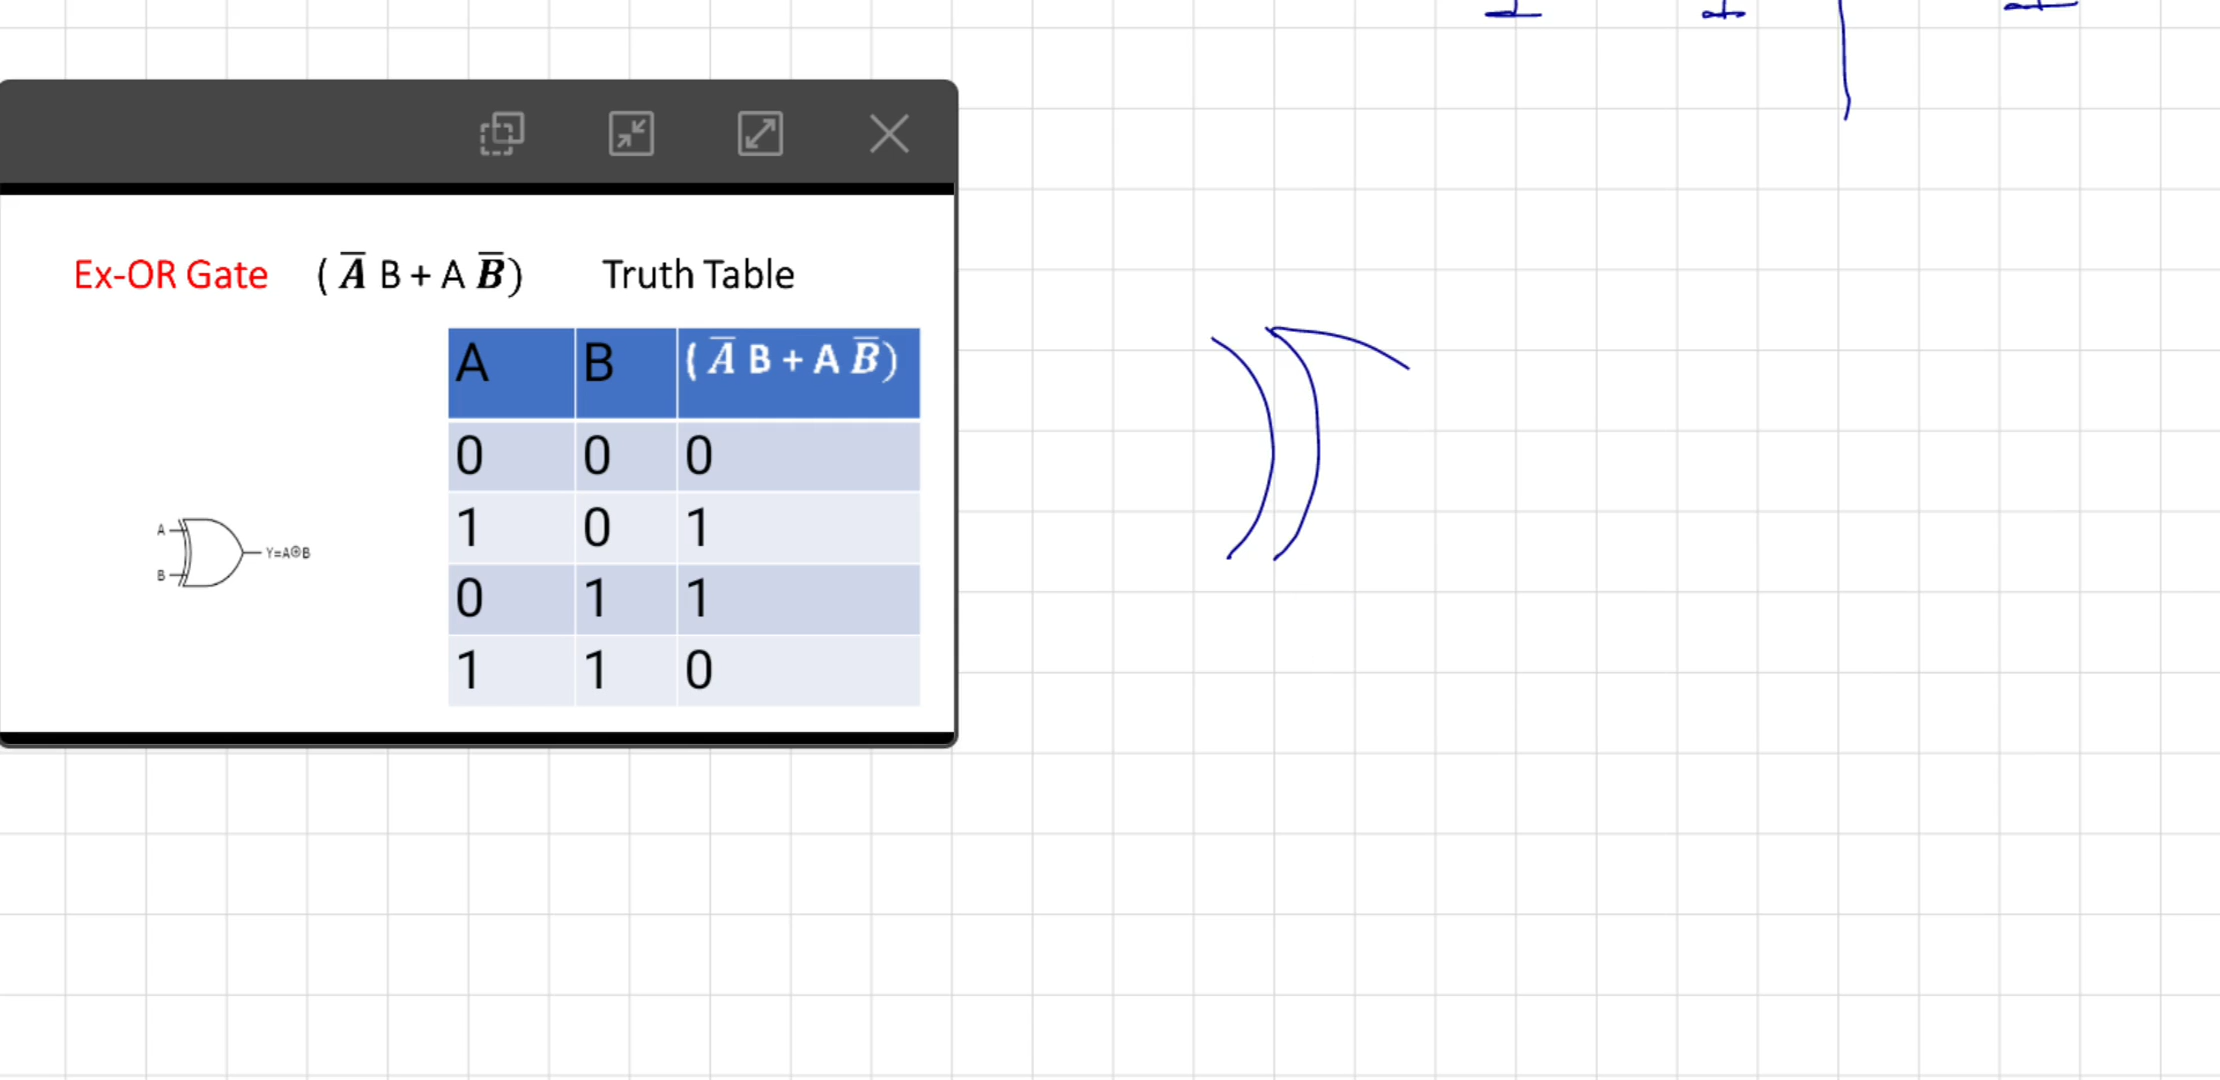 Ex-OR Gate ( A̅ B + A B̅ ) Truth Table
A B ( A̅ B + A B̅ )
0 0 0
1 0 1
A
Y=A⊕B
B
0 1 1
1 1 0